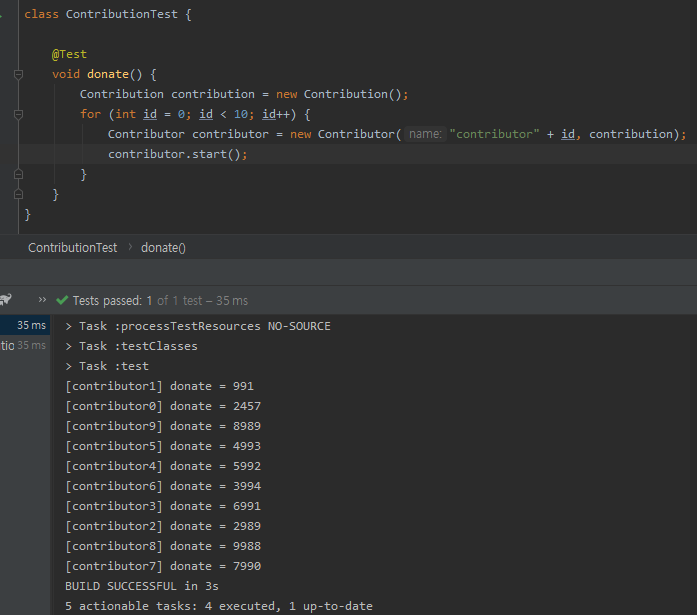 class ContributionTest {
@Test
void donate() {
Contribution contribution = new Contribution();
for (int id = 0; id < 10; id++) {
Contributor contributor = new Contributor( name: "contributor" + id, contribution);
contributor.start();
}
}
}
ContributionTest › donate()
» ✔ Tests passed: 1 of 1 test – 35 ms
35 ms
tio 35 ms
> Task :processTestResources NO-SOURCE
> Task :testClasses
> Task :test
[contributor1] donate = 991
[contributor0] donate = 2457
[contributor9] donate = 8989
[contributor5] donate = 4993
[contributor4] donate = 5992
[contributor6] donate = 3994
[contributor3] donate = 6991
[contributor2] donate = 2989
[contributor8] donate = 9988
[contributor7] donate = 7990
BUILD SUCCESSFUL in 3s
5 actionable tasks: 4 executed, 1 up-to-date